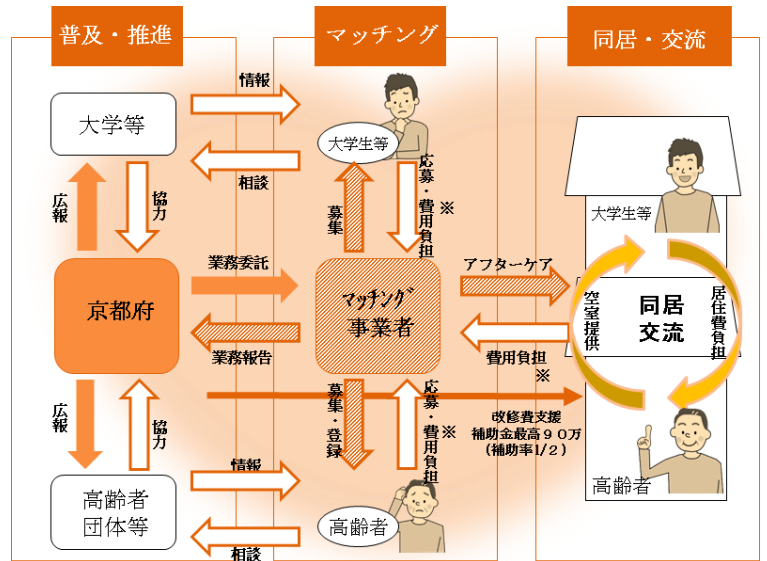 普及・推進
マッチング
同居・交流
情報
大学等
大学生等
相談
広報
協力
募集
応募・費用負担
※
大学生等
業務委託
アフターケア
京都府
ﾏｯﾁﾝｸﾞ
事業者
空室提供
同居
交流
居住費負担
業務報告
費用負担
※
広報
協力
募集・登録
応募・費用負担
※
改修費支援
補助金最高９０万
(補助率1/2)
情報
高齢者
団体等
高齢者
高齢者
相談